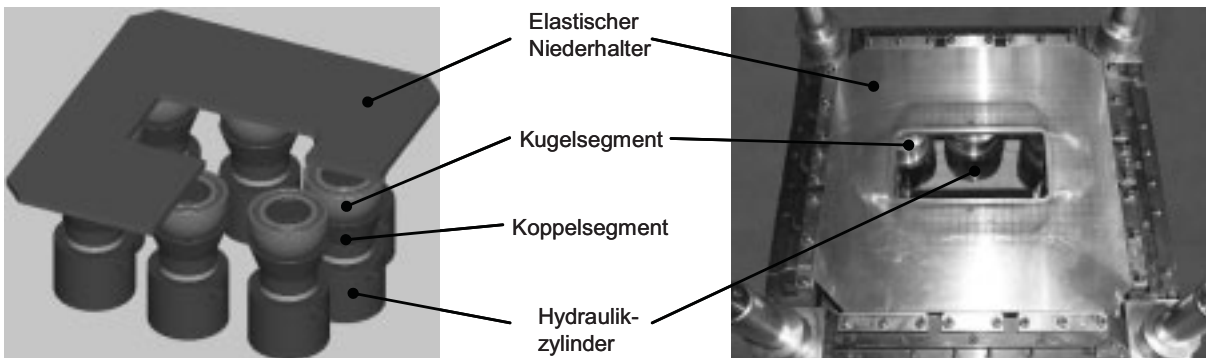 Elastischer
Niederhalter
Kugelsegment
Koppelsegment
Hydraulik-
zylinder